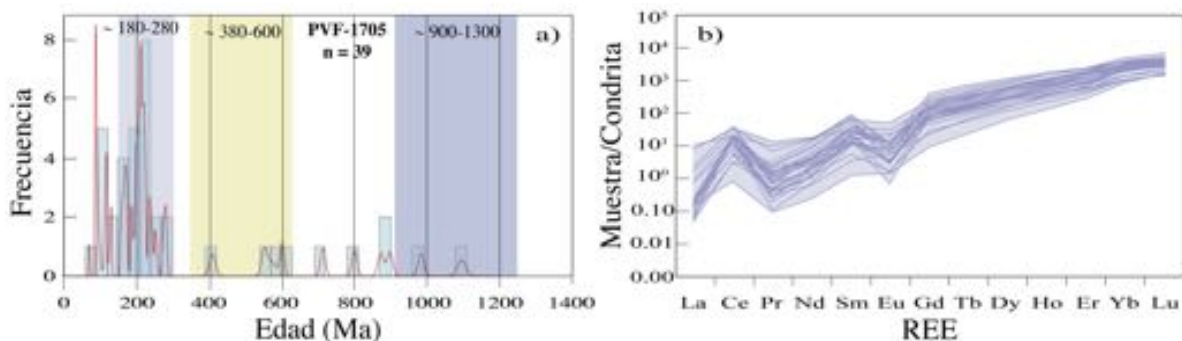 ~ 180-280
~ 380-600
PVF-1705
n = 39
~ 900-1300
a)
8
6
4
2
0
Frecuencia
0 200 400 600 800 1000 1200 1400
Edad (Ma)
b)
10⁵
10⁴
10³
10²
10¹
10⁰
0.10
0.01
0.00
Muestra/Condrita
La Ce Pr Nd Sm Eu Gd Tb Dy Ho Er Yb Lu
REE